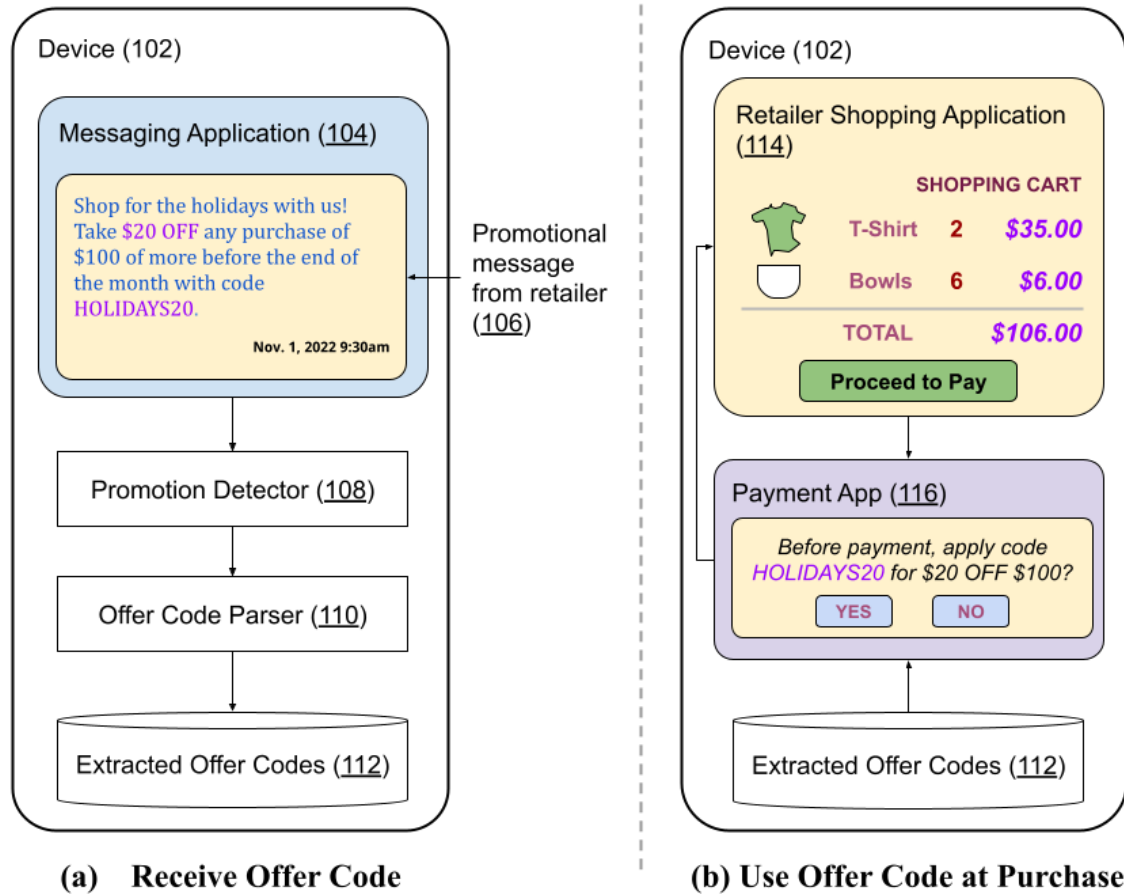 Device (102)
Messaging Application (104)
Shop for the holidays with us!
Take $20 OFF any purchase of
$100 of more before the end of
the month with code
HOLIDAYS20.
Nov. 1, 2022 9:30am
Promotional
message
from retailer
(106)
Promotion Detector (108)
Offer Code Parser (110)
Extracted Offer Codes (112)
(a) Receive Offer Code
Device (102)
Retailer Shopping Application
(114)
SHOPPING CART
T-Shirt 2 $35.00
Bowls 6 $6.00
TOTAL $106.00
Proceed to Pay
Payment App (116)
Before payment, apply code
HOLIDAYS20 for $20 OFF $100?
YES NO
Extracted Offer Codes (112)
(b) Use Offer Code at Purchase